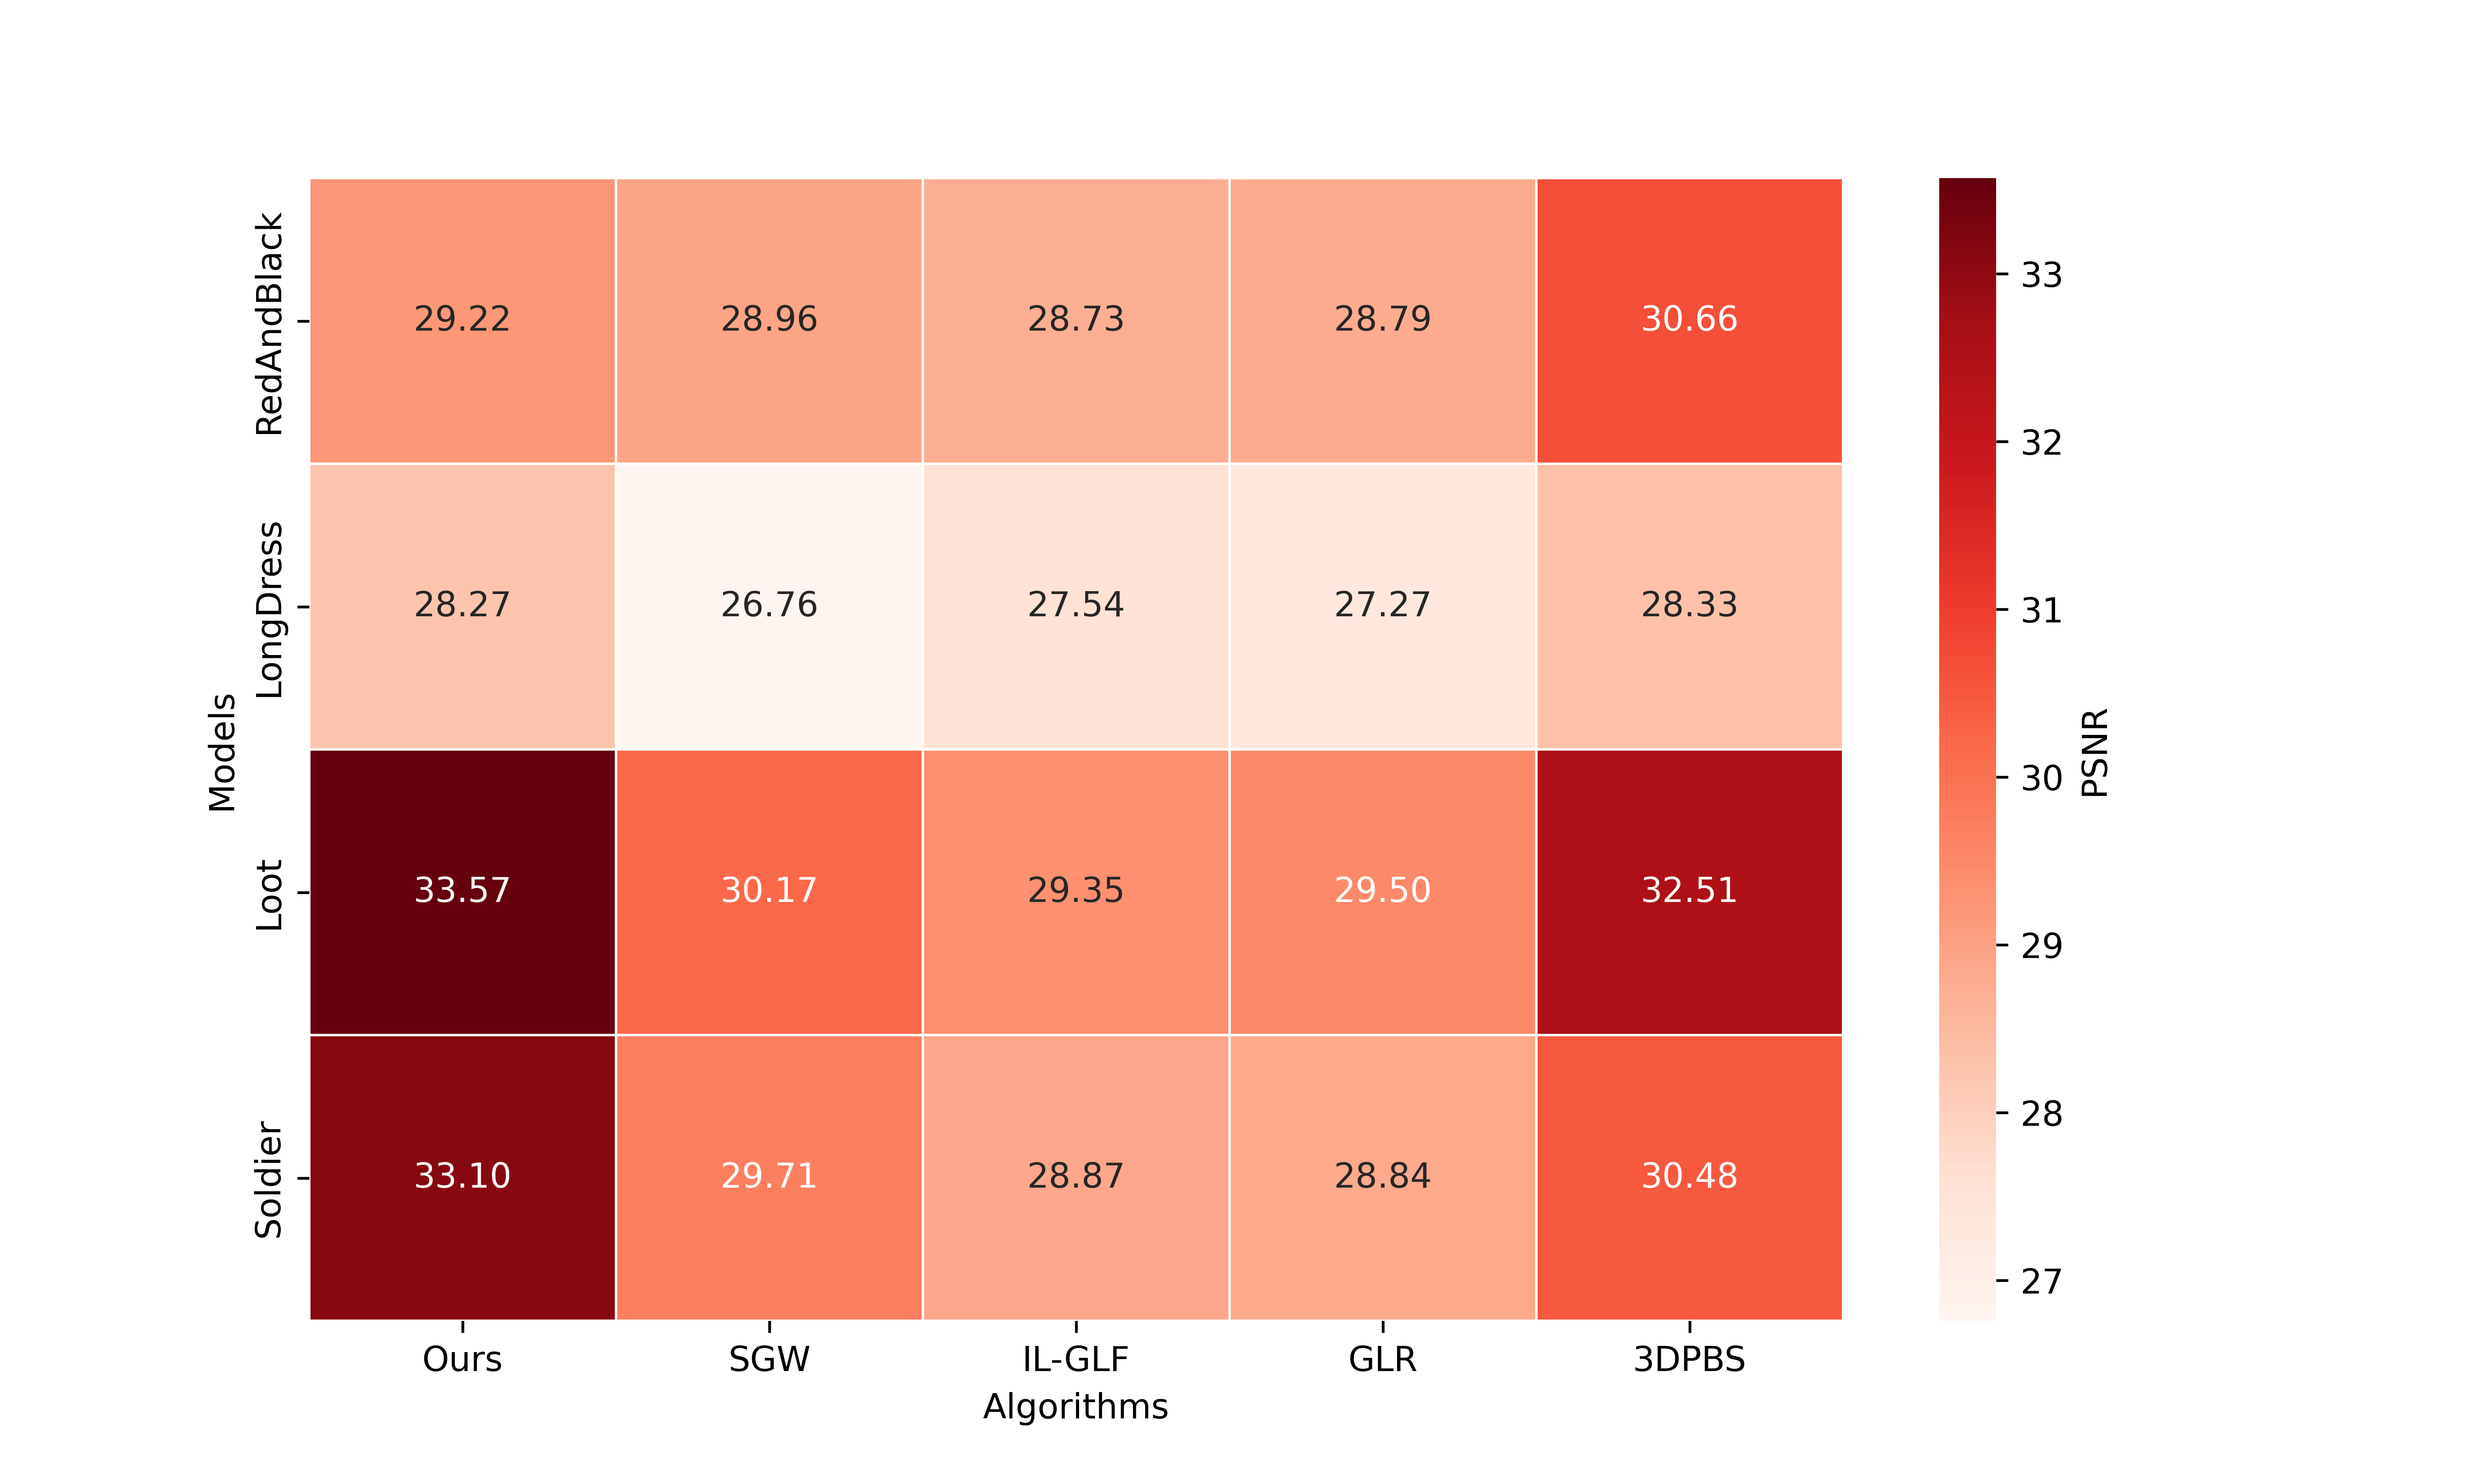 RedAndBlack
29.22 28.96 28.73 28.79 30.66
LongDress
28.27 26.76 27.54 27.27 28.33
Models
Loot
33.57 30.17 29.35 29.50 32.51
Soldier
33.10 29.71 28.87 28.84 30.48
Ours SGW IL-GLF GLR 3DPBS
Algorithms
33
32
31
30
29
28
27
PSNR